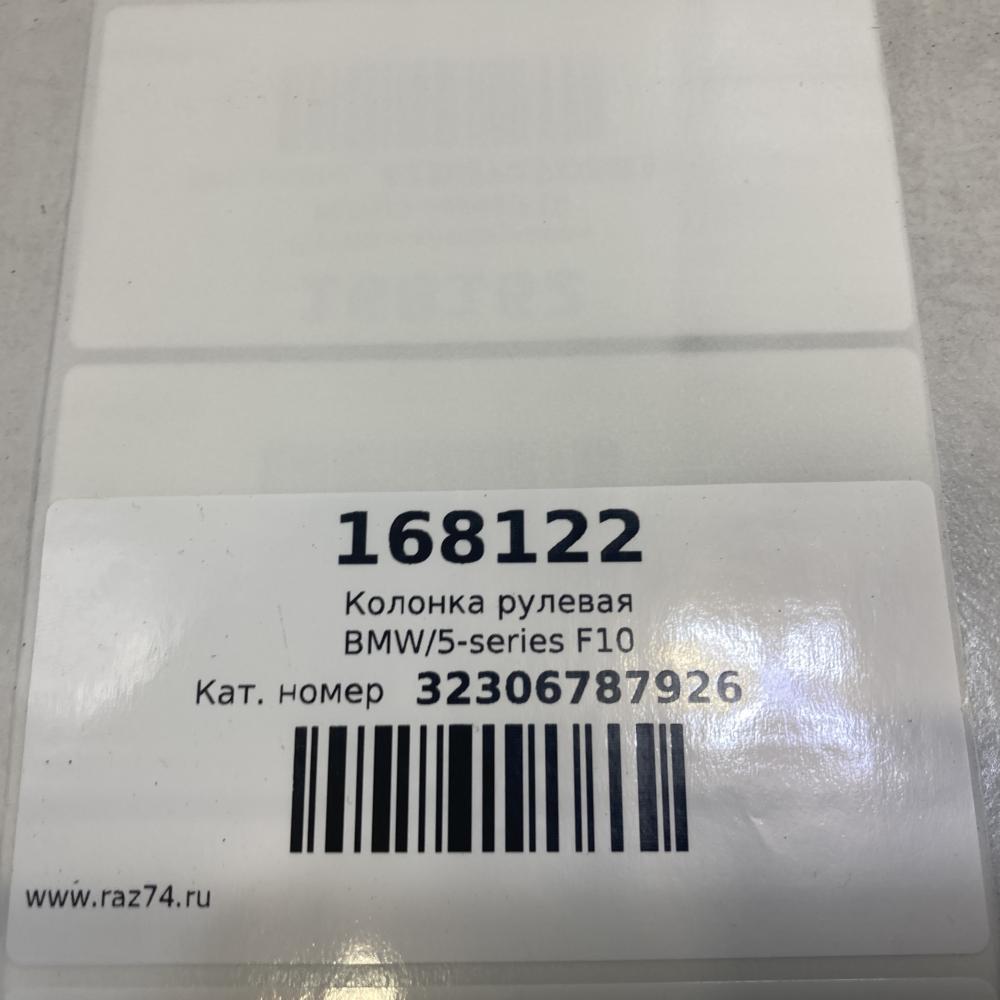 168122
Колонка рулевая
BMW/5-series F10
Кат. номер 32306787926
www.raz74.ru